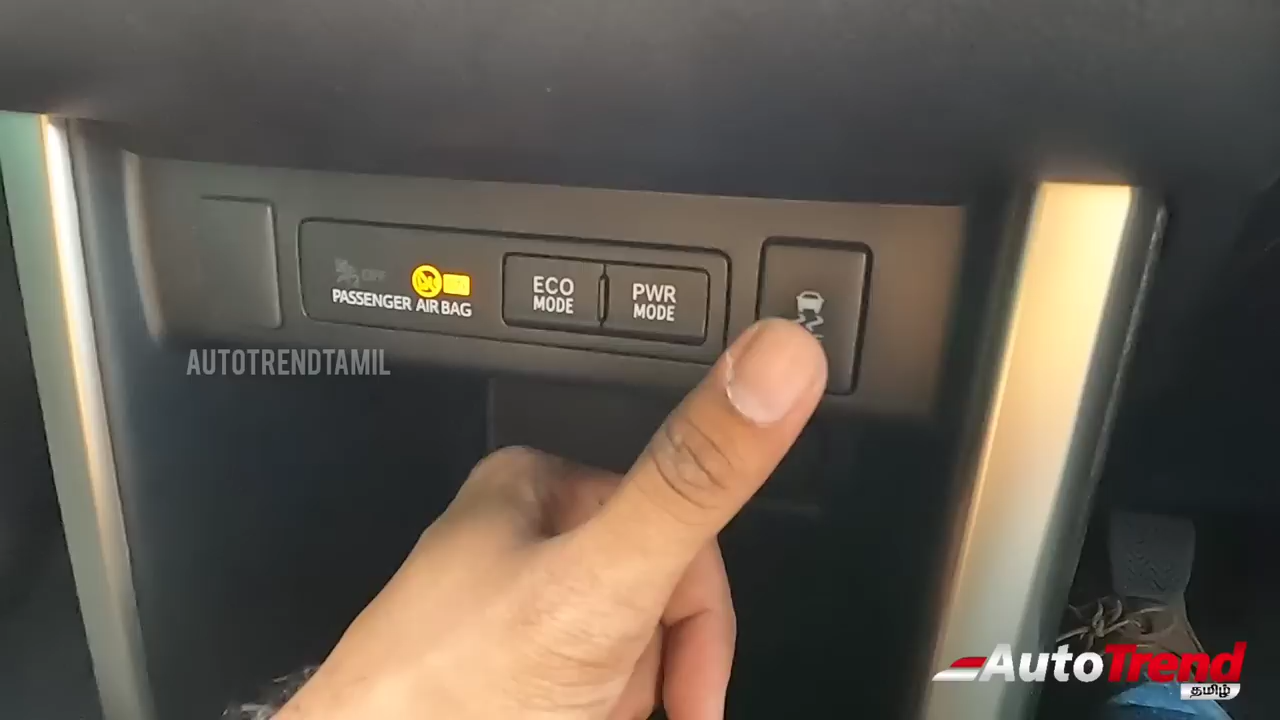 OFF
PASSENGER AIR BAG
ECO
MODE
PWR
MODE
AUTOTRENDTAMIL
AutoTrend
தமிழ்